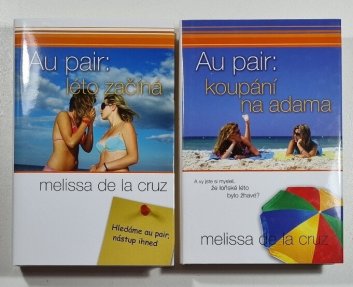 Au pair:
léto začíná
melissa de la cruz
Hledáme au pair,
nástup ihned
Au pair:
koupání
na adama
A vy jste si mysleli,
že loňské léto
bylo žhavé?
melissa de la cruz